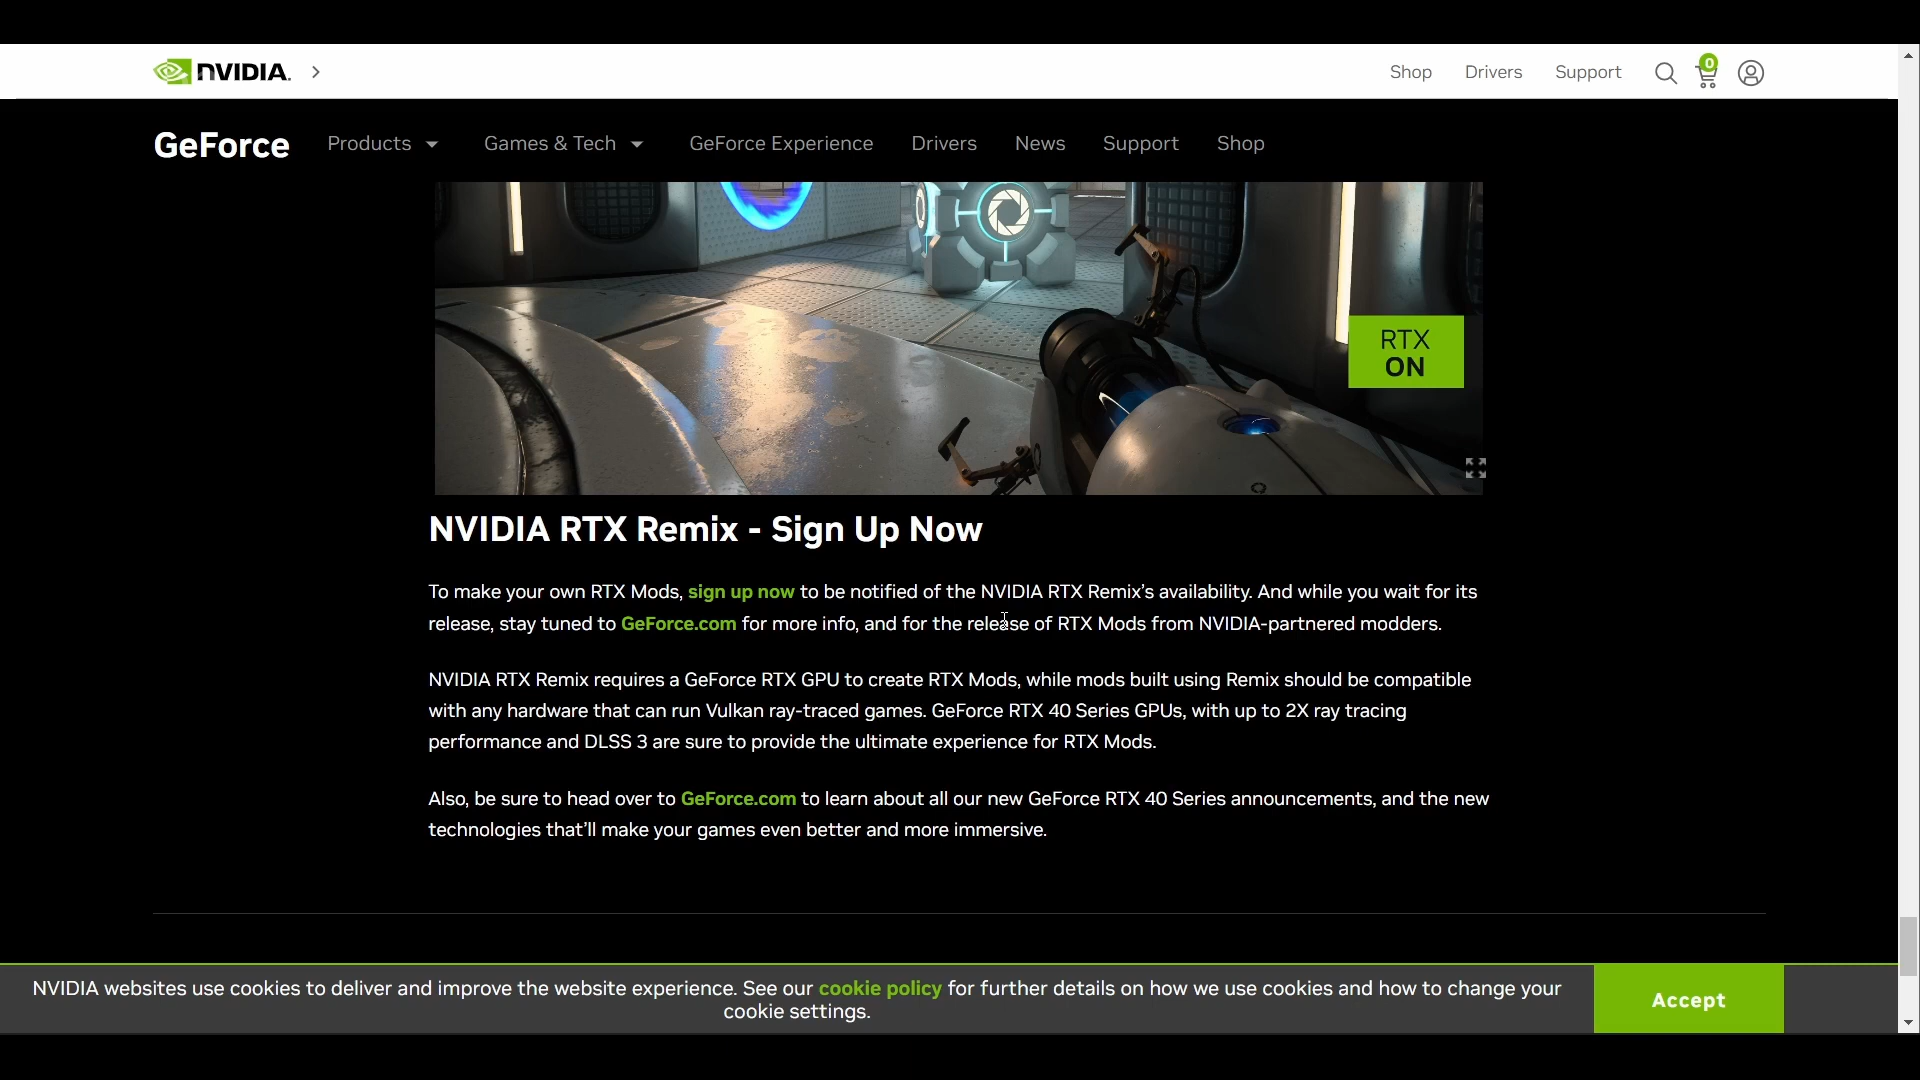 NVIDIA.
Shop Drivers Support 0
GeForce Products Games & Tech GeForce Experience Drivers News Support Shop
RTX
ON
NVIDIA RTX Remix - Sign Up Now
To make your own RTX Mods, sign up now to be notified of the NVIDIA RTX Remix's availability. And while you wait for its
release, stay tuned to GeForce.com for more info, and for the release of RTX Mods from NVIDIA-partnered modders.
NVIDIA RTX Remix requires a GeForce RTX GPU to create RTX Mods, while mods built using Remix should be compatible
with any hardware that can run Vulkan ray-traced games. GeForce RTX 40 Series GPUs, with up to 2X ray tracing
performance and DLSS 3 are sure to provide the ultimate experience for RTX Mods.
Also, be sure to head over to GeForce.com to learn about all our new GeForce RTX 40 Series announcements, and the new
technologies that'll make your games even better and more immersive.
NVIDIA websites use cookies to deliver and improve the website experience. See our cookie policy for further details on how we use cookies and how to change your
cookie settings.
Accept